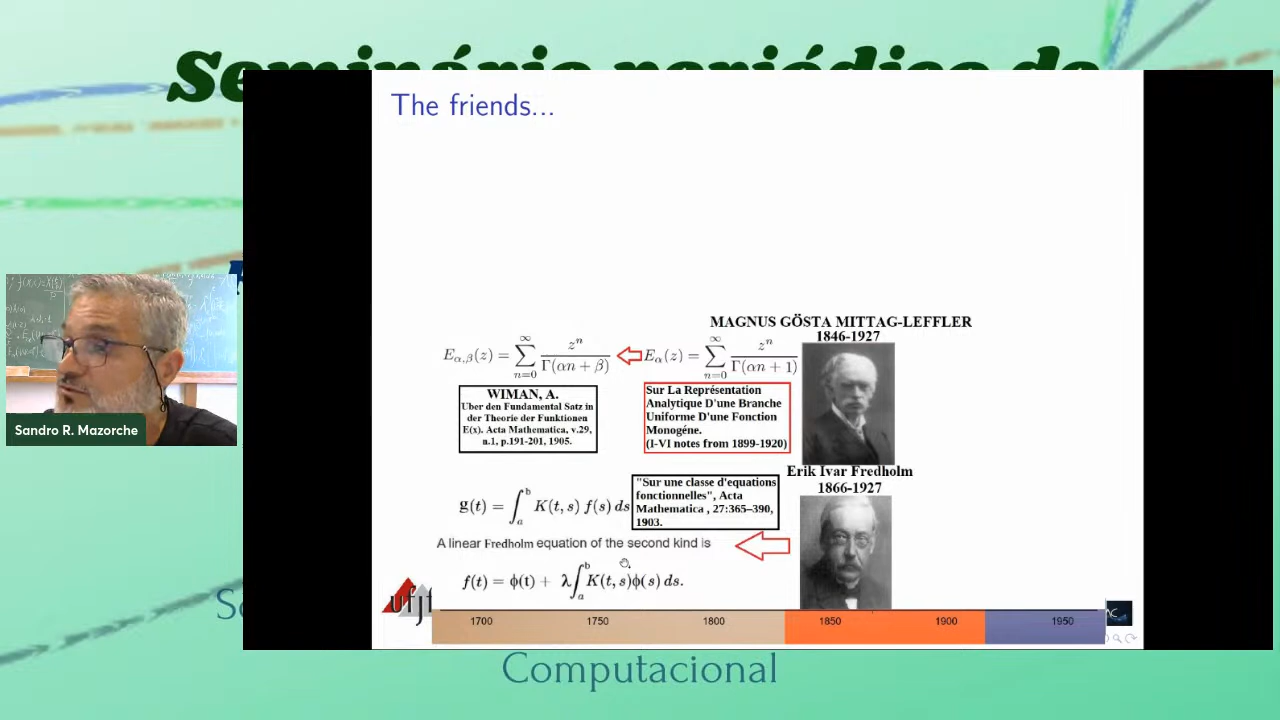 Seminário periódico de
The friends...
MAGNUS GÖSTA MITTAG-LEFFLER
1846-1927
E_{α,β}(z) = ∑_{n=0}^{∞} z^n / Γ(αn + β)
E_α(z) = ∑_{n=0}^{∞} z^n / Γ(αn + 1)
WIMAN, A.
Uber den Fundamental Satz in
der Theorie der Funktionen
E(x). Acta Mathematica, v.29,
n.1, p.191-201, 1905.
Sur La Représentation
Analytique D'une Branche
Uniforme D'une Fonction
Monogéne.
(I-VI notes from 1899-1920)
Sandro R. Mazorche
Erik Ivar Fredholm
1866-1927
g(t) = ∫_a^b K(t, s) f(s) ds
"Sur une classe d'equations
fonctionnelles", Acta
Mathematica , 27:365–390,
1903.
A linear Fredholm equation of the second kind is
f(t) = ϕ(t) + λ∫_a^b K(t, s)ϕ(s) ds.
ufjf
1700 1750 1800 1850 1900 1950
Computacional